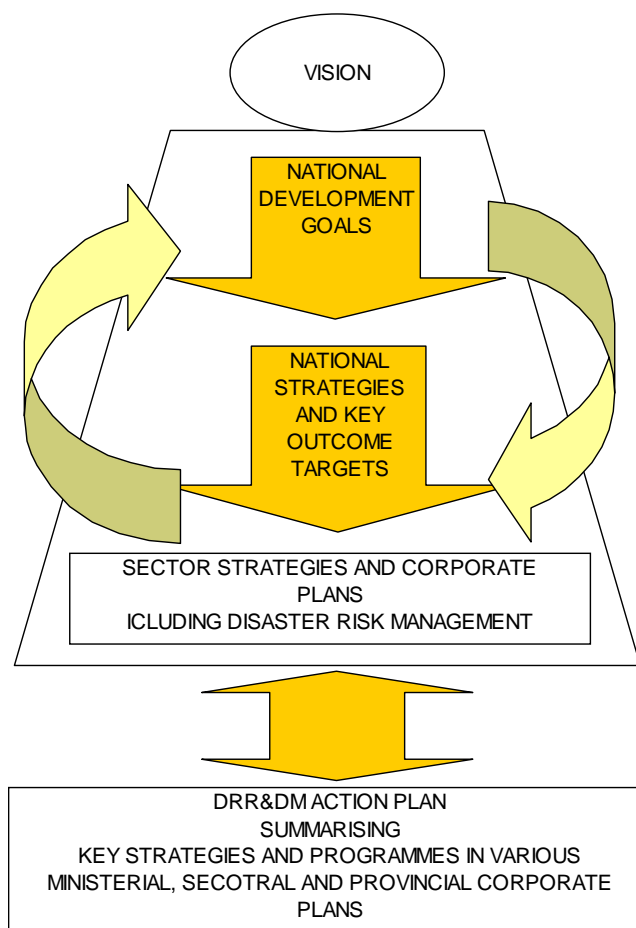 VISION
NATIONAL
DEVELOPMENT
GOALS
NATIONAL
STRATEGIES
AND KEY
OUTCOME
TARGETS
SECTOR STRATEGIES AND CORPORATE
PLANS
ICLUDING DISASTER RISK MANAGEMENT
DRR&DM ACTION PLAN
SUMMARISING
KEY STRATEGIES AND PROGRAMMES IN VARIOUS
MINISTERIAL, SECOTRAL AND PROVINCIAL CORPORATE
PLANS